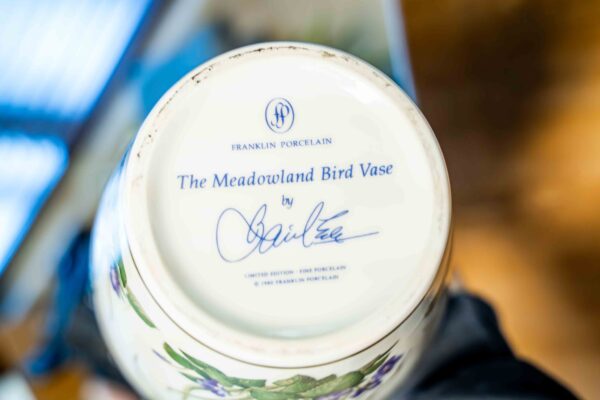 FRANKLIN PORCELAIN
The Meadowland Bird Vase
by
LIMITED EDITION - FINE PORCELAIN
© 1980 FRANKLIN PORCELAIN